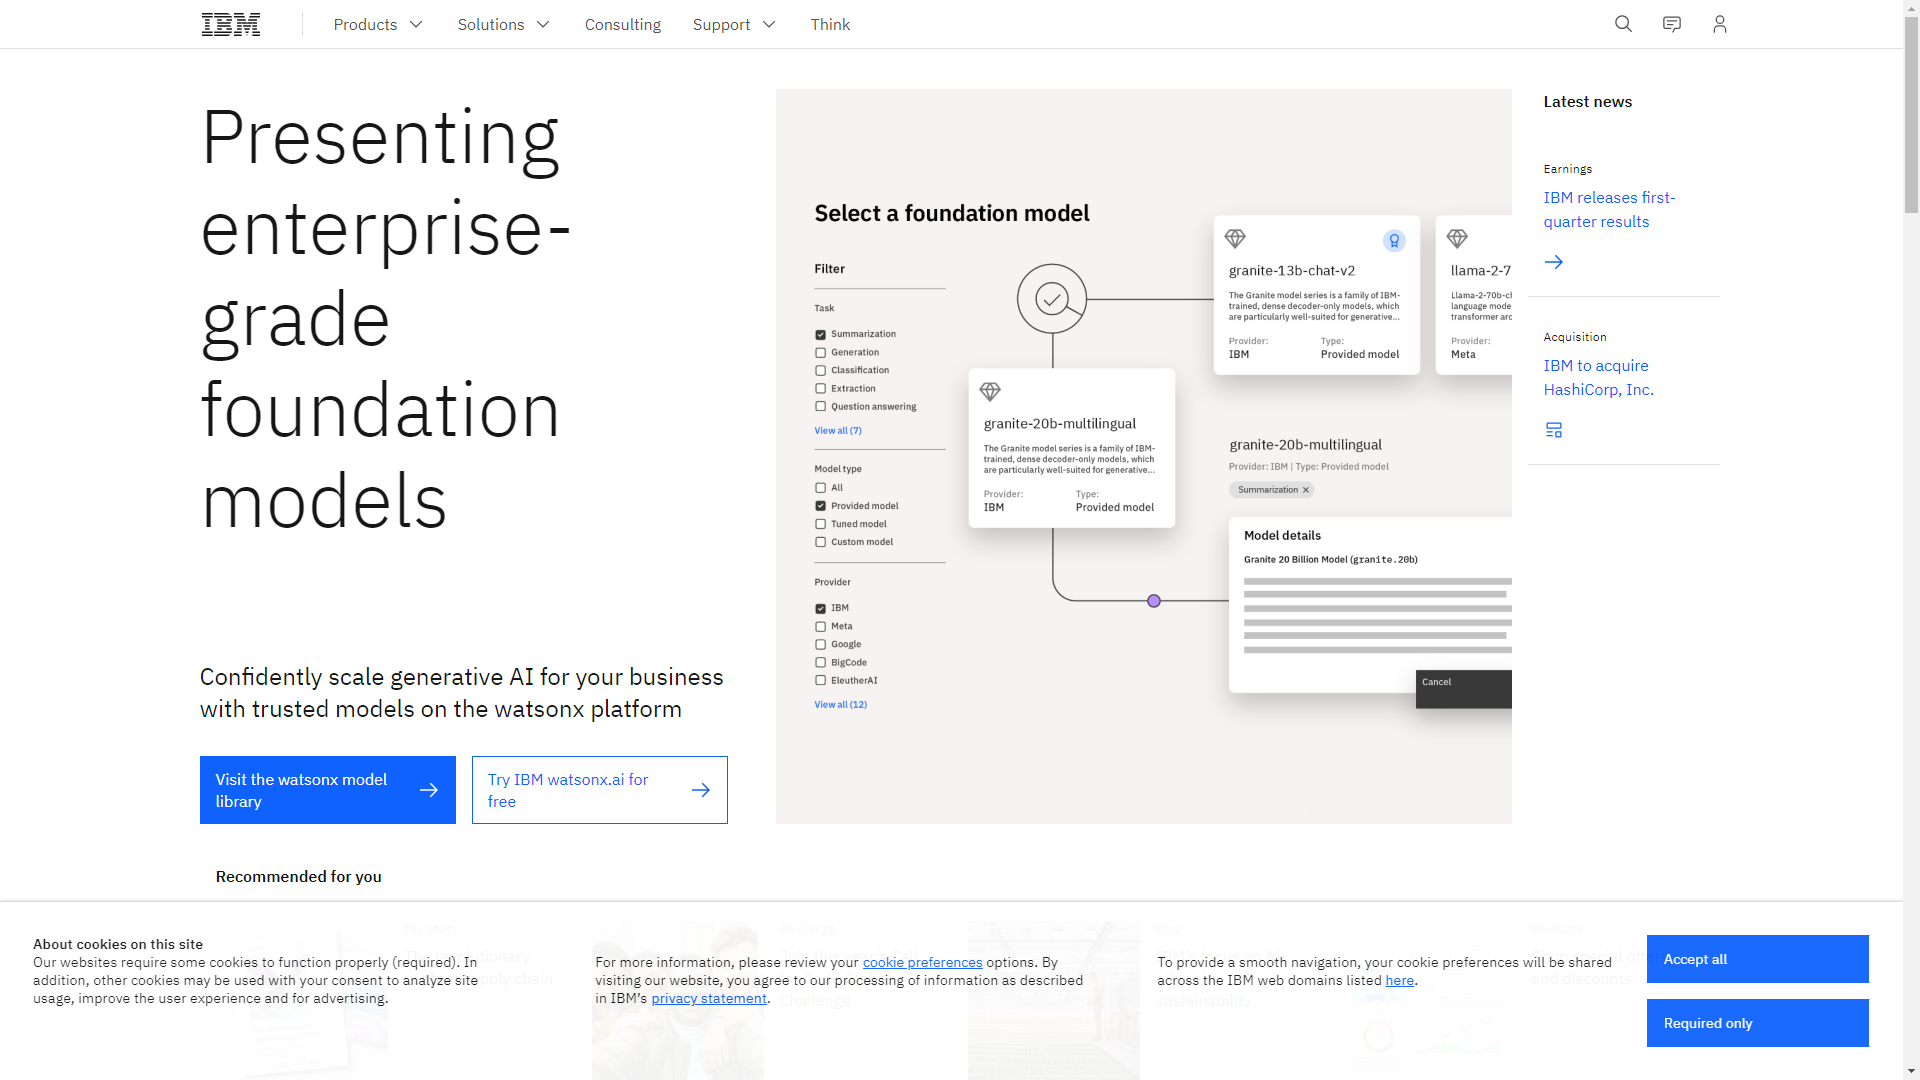 IBM
Products
Solutions
Consulting
Support
Think
Presenting
enterprise-
grade
foundation
models
Confidently scale generative AI for your business
with trusted models on the watsonx platform
Visit the watsonx model
library
Try IBM watsonx.ai for
free
Select a foundation model
Filter
Task
Summarization
Generation
Classification
Extraction
Question answering
View all (7)
Model type
All
Provided model
Tuned model
Custom model
Provider
IBM
Meta
Google
BigCode
EleutherAI
View all (12)
granite-20b-multilingual
The Granite model series is a family of IBM-
trained, dense decoder-only models, which
are particularly well-suited for generative...
Provider:
IBM
Type:
Provided model
granite-13b-chat-v2
The Granite model series is a family of IBM-
trained, dense decoder-only models, which
are particularly well-suited for generative...
Provider:
IBM
Type:
Provided model
llama-2-7
Llama-2-70b-cl
language mode
transformer arc
Provider:
Meta
granite-20b-multilingual
Provider: IBM | Type: Provided model
Summarization
Model details
Granite 20 Billion Model (granite.20b)
Cancel
Latest news
Earnings
IBM releases first-
quarter results
Acquisition
IBM to acquire
HashiCorp, Inc.
Recommended for you
About cookies on this site
Our websites require some cookies to function properly (required). In
addition, other cookies may be used with your consent to analyze site
usage, improve the user experience and for advertising.
For more information, please review your cookie preferences options. By
visiting our website, you agree to our processing of information as described
in IBM's privacy statement.
To provide a smooth navigation, your cookie preferences will be shared
across the IBM web domains listed here.
Accept all
Required only
IBV study
supply chain
Challenge
Challenge
Blog
sustainability
Products
and discounts